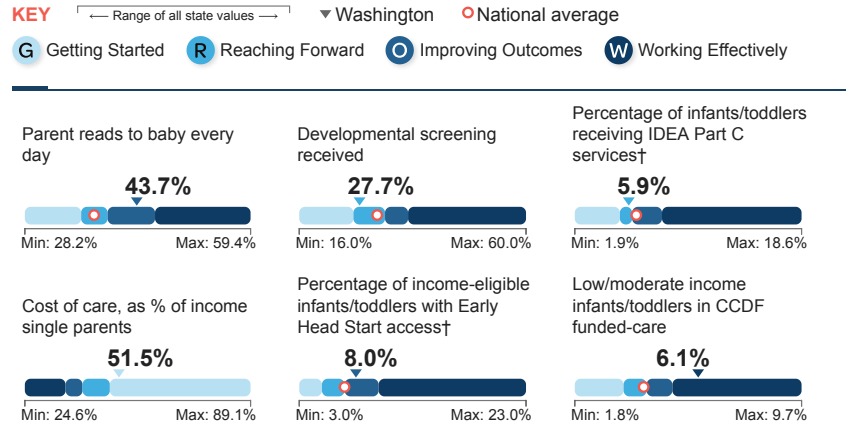 KEY
Range of all state values
Washington
National average
G Getting Started
R Reaching Forward
O Improving Outcomes
W Working Effectively
Parent reads to baby every
day
43.7%
Min: 28.2% Max: 59.4%
Developmental screening
received
27.7%
Min: 16.0% Max: 60.0%
Percentage of infants/toddlers
receiving IDEA Part C
services†
5.9%
Min: 1.9% Max: 18.6%
Cost of care, as % of income
single parents
51.5%
Min: 24.6% Max: 89.1%
Percentage of income-eligible
infants/toddlers with Early
Head Start access†
8.0%
Min: 3.0% Max: 23.0%
Low/moderate income
infants/toddlers in CCDF
funded-care
6.1%
Min: 1.8% Max: 9.7%